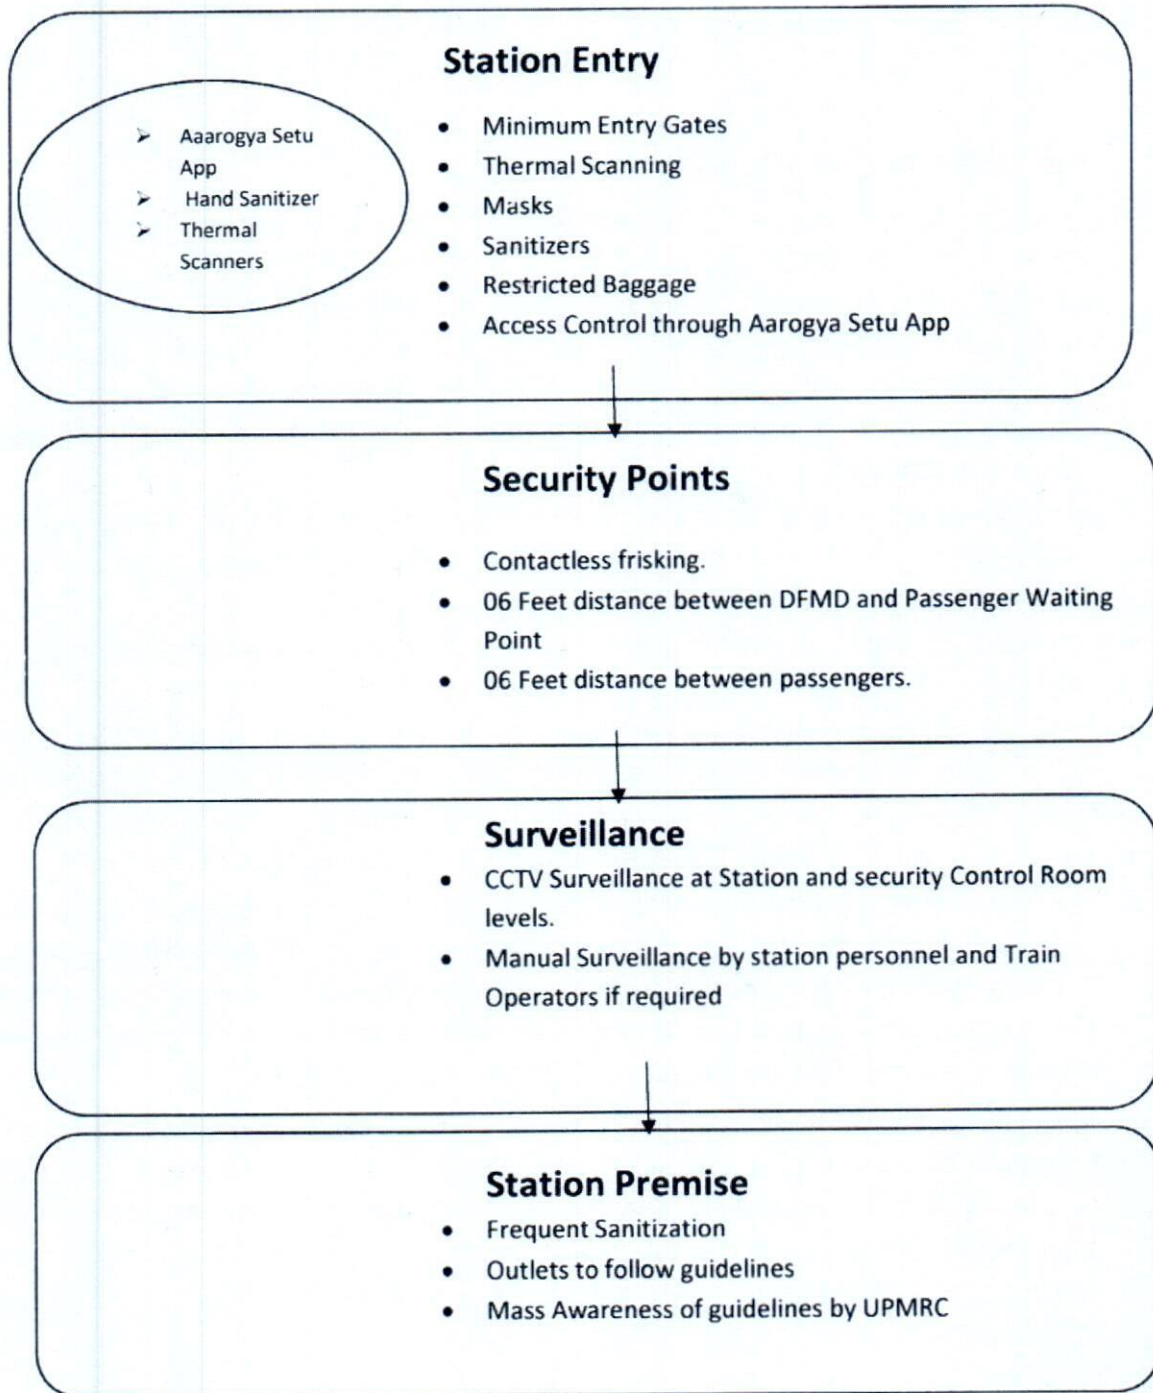 Station Entry
➢ Aaarogya Setu
App
➢ Hand Sanitizer
➢ Thermal
Scanners
• Minimum Entry Gates
• Thermal Scanning
• Masks
• Sanitizers
• Restricted Baggage
• Access Control through Aarogya Setu App
Security Points
• Contactless frisking.
• 06 Feet distance between DFMD and Passenger Waiting
Point
• 06 Feet distance between passengers.
Surveillance
• CCTV Surveillance at Station and security Control Room
levels.
• Manual Surveillance by station personnel and Train
Operators if required
Station Premise
• Frequent Sanitization
• Outlets to follow guidelines
• Mass Awareness of guidelines by UPMRC